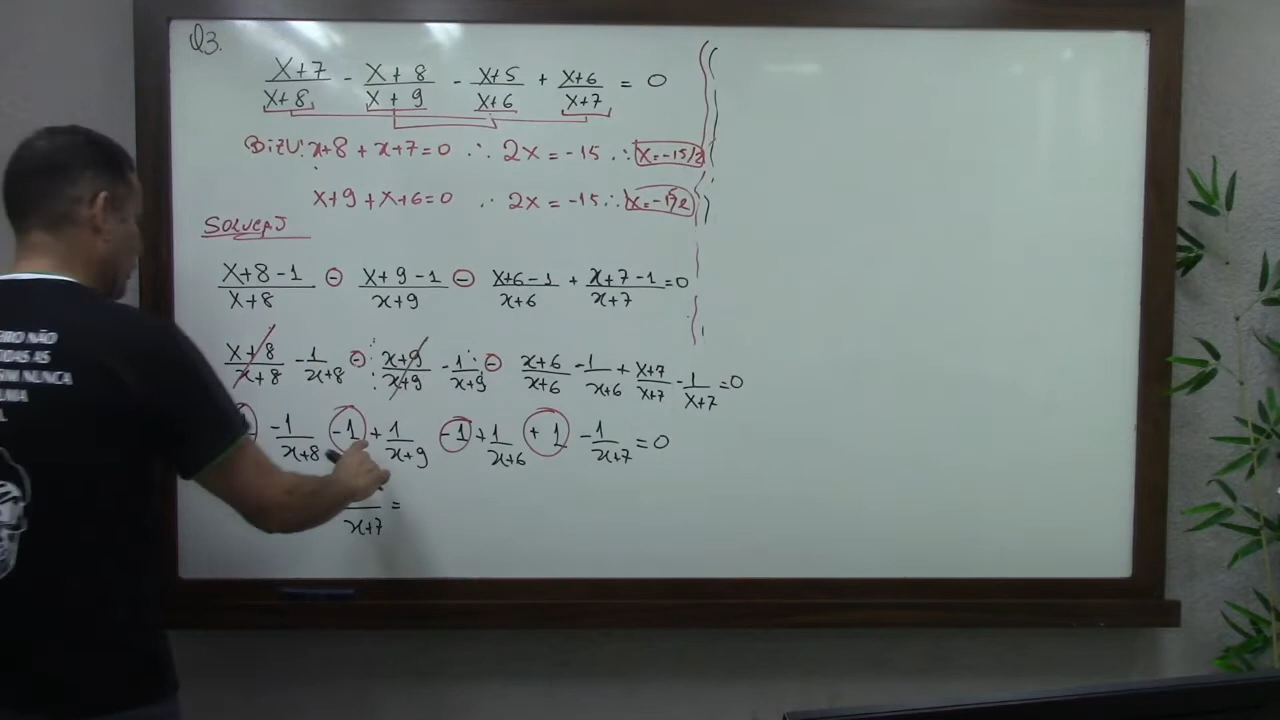 Q3.
x+7/x+8 - x+8/x+9 - x+5/x+6 + x+6/x+7 = 0
Bizu: x+8 + x+7=0 ∴ 2x = -15 ∴ x=-15/2
x+9 + x+6=0 ∴ 2x = -15 ∴ x=-15/2
x+8-1/x+8 - x+9-1/x+9 - x+6-1/x+6 + x+7-1/x+7 =0
x+8/x+8 - 1/x+8 - x+9/x+9 - 1/x+9 - x+6/x+6 - 1/x+6 + x+7/x+7 - 1/x+7 =0
-1/x+8 -1 +1/x+9 -1 +1/x+6 +1 -1/x+7 =0
x+7 =
NÃO
AS
NUNCA